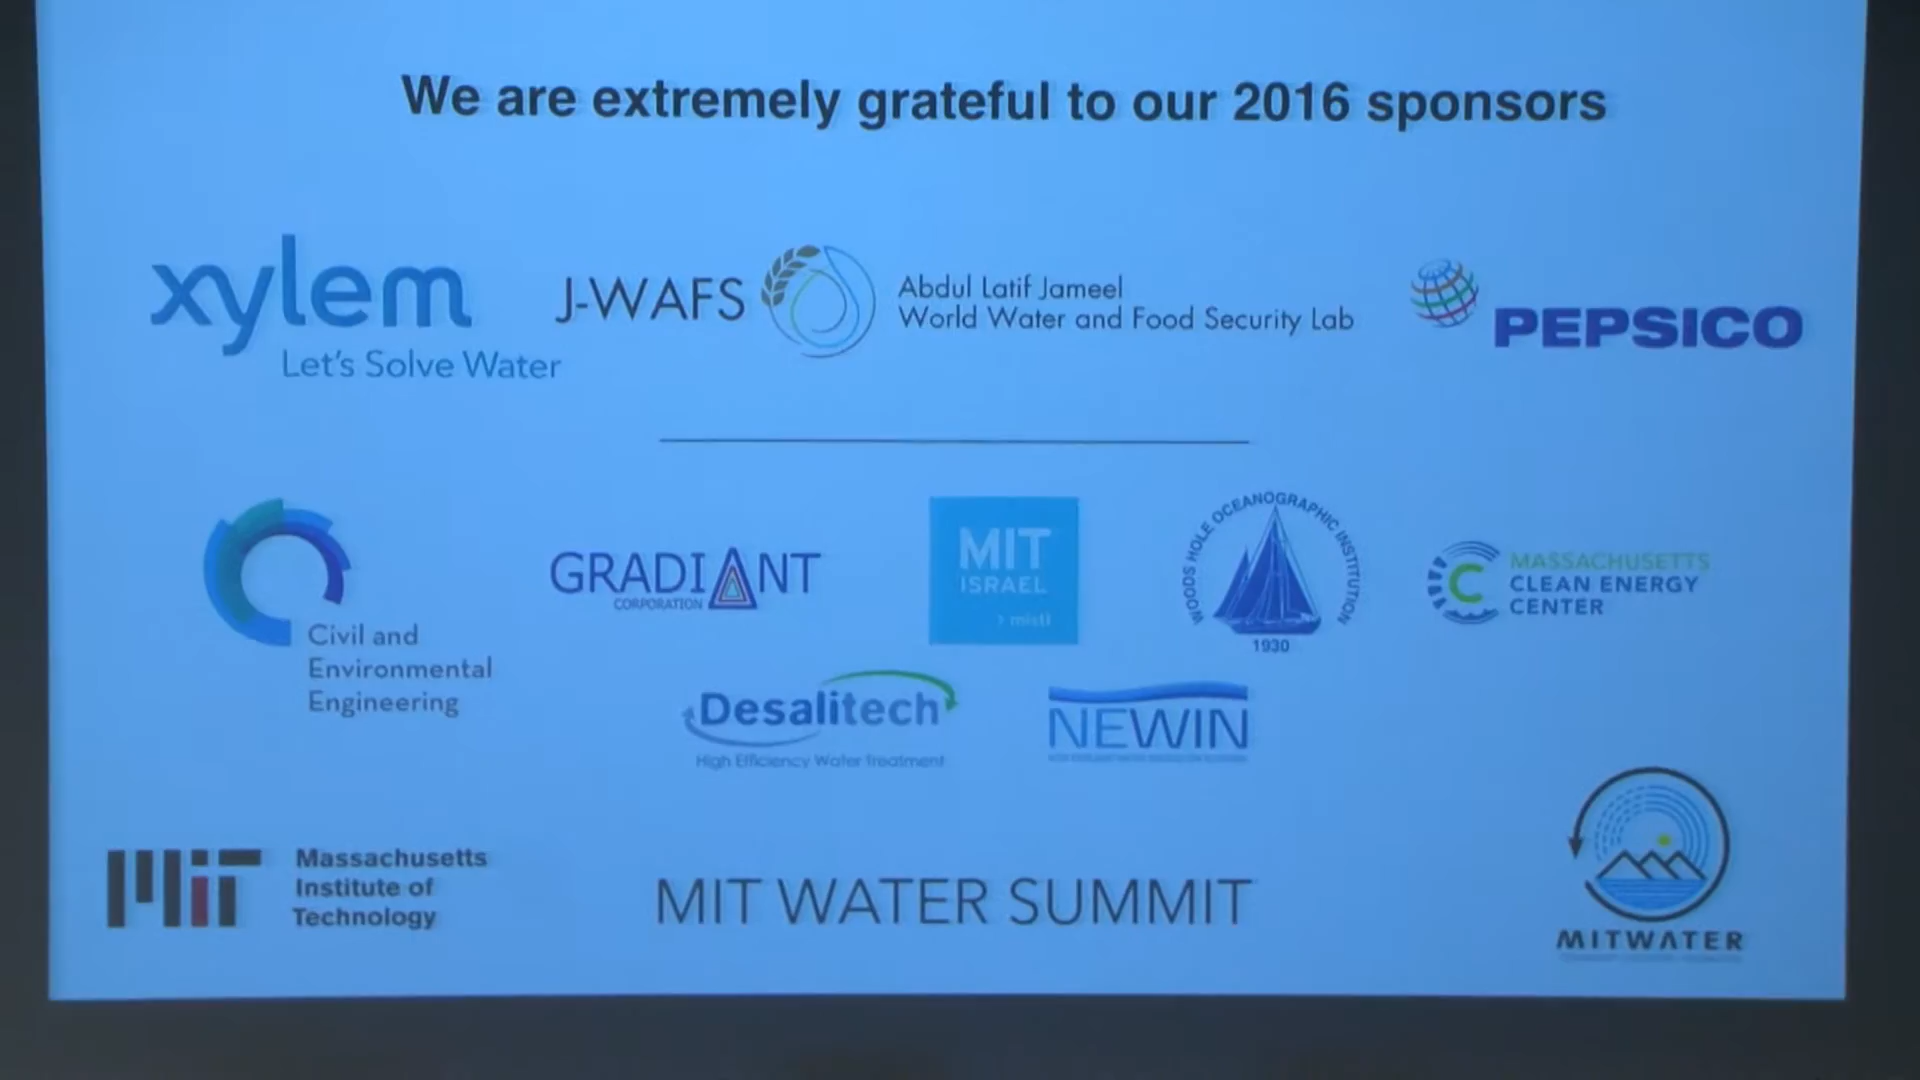 We are extremely grateful to our 2016 sponsors
xylem
Let's Solve Water
J-WAFS
Abdul Latif Jameel
World Water and Food Security Lab
PEPSICO
Civil and
Environmental
Engineering
GRADIANT
CORPORATION
MIT
ISRAEL
misti
WOODS HOLE OCEANOGRAPHIC INSTITUTION
1930
C
MASSACHUSETTS
CLEAN ENERGY
CENTER
Desalitech
High Efficiency Water Treatment
NEWIN
MIT
Massachusetts
Institute of
Technology
MIT WATER SUMMIT
MITWATER